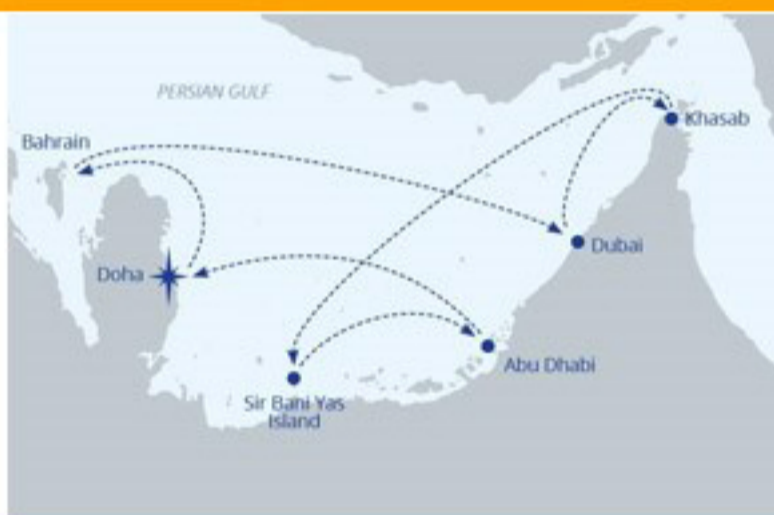 PERSIAN GULF
Khasab
Bahrain
Dubai
Doha
Abu Dhabi
Sir Bani Yas
Island